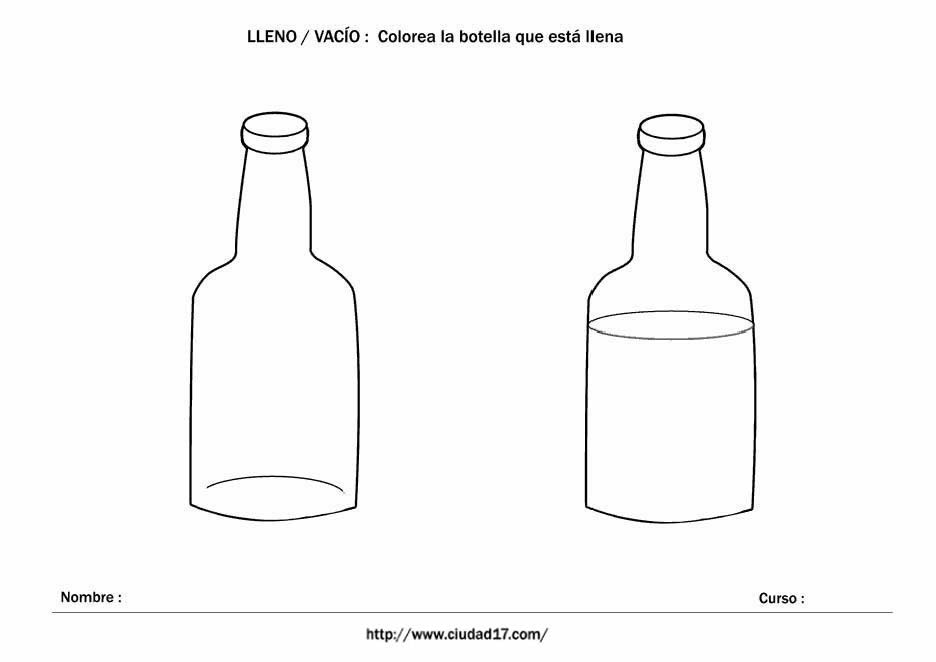 LLENO / VACÍO : Colorea la botella que está llena
Nombre :
Curso :
http://www.ciudad17.com/